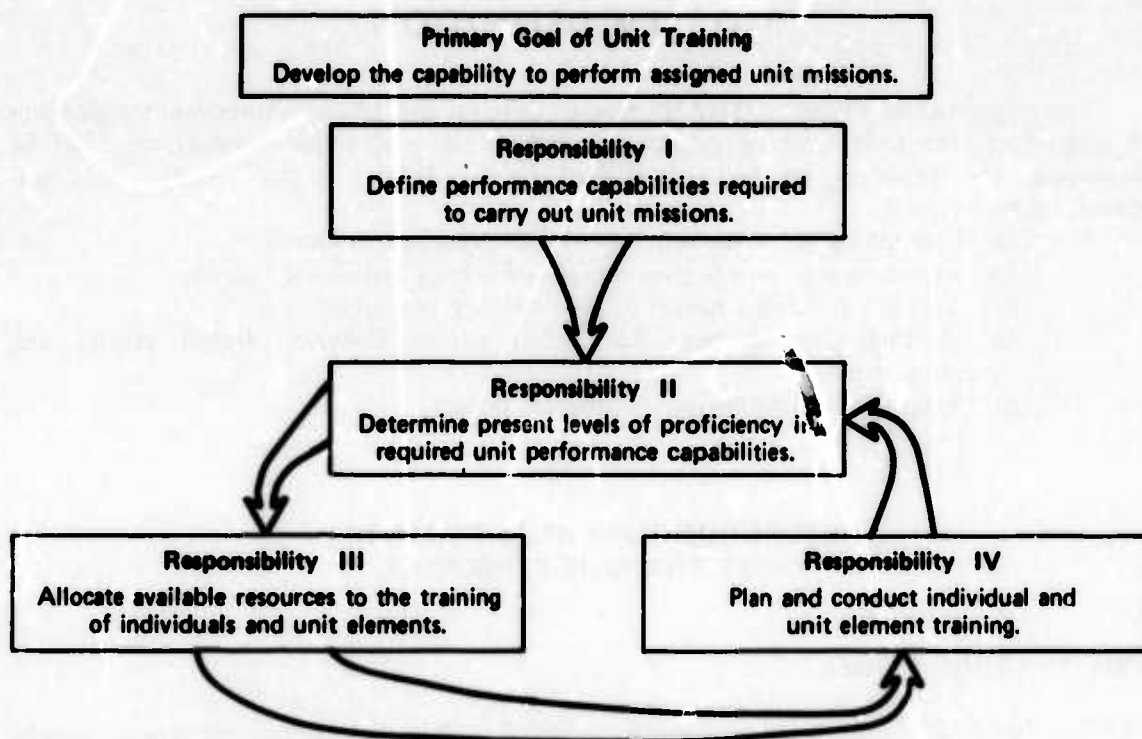 Primary Goal of Unit Training
Develop the capability to perform assigned unit missions.
Responsibility I
Define performance capabilities required
to carry out unit missions.
Responsibility II
Determine present levels of proficiency in
required unit performance capabilities.
Responsibility III
Allocate available resources to the training
of individuals and unit elements.
Responsibility IV
Plan and conduct individual and
unit element training.